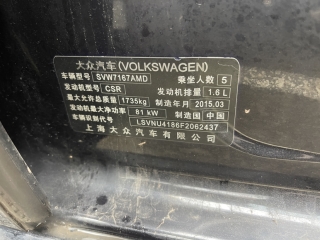 大众汽车(VOLKSWAGEN)
车辆型号 SVW7167AMD 乘坐人数 5
发动机型号 CSR 发动机排量 1.6 L
最大允许总质量 1735kg 制造年月 2015.03
发动机最大净功率 81 kW 制造国 中国
车辆识别代号 LSVNU4186F2062437
上海大众汽车有限公司